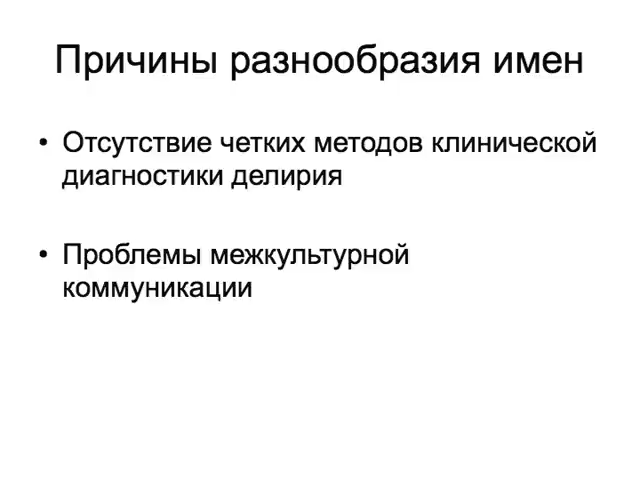 Причины разнообразия имен
• Отсутствие четких методов клинической
диагностики делирия
• Проблемы межкультурной
коммуникации